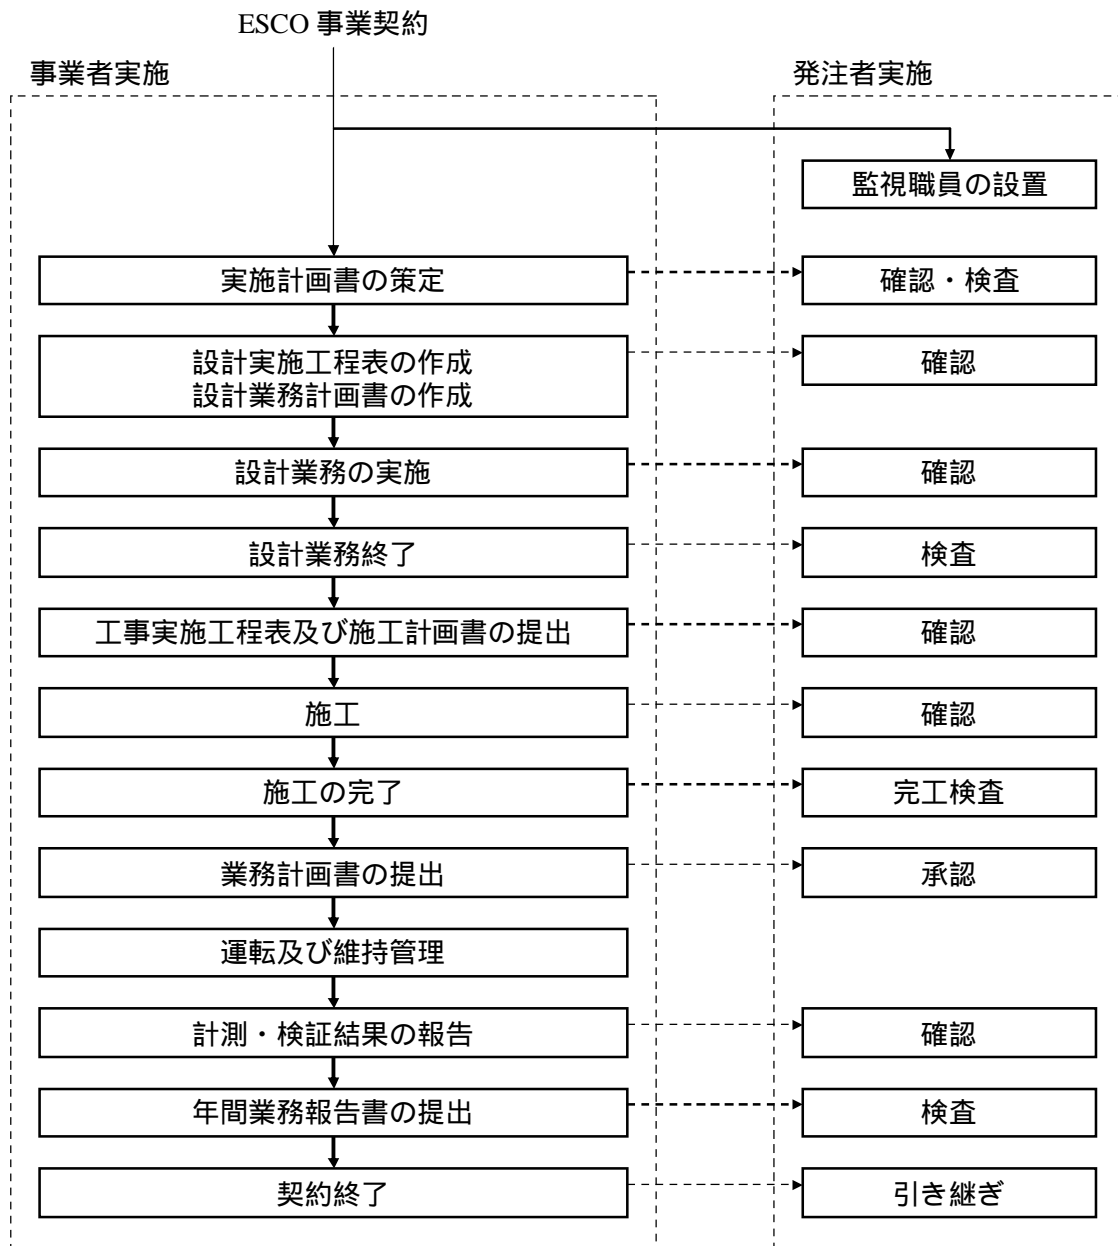 ESCO 事業契約
事業者実施
発注者実施
監視職員の設置
実施計画書の策定
確認・検査
設計実施工程表の作成
設計業務計画書の作成
確認
設計業務の実施
確認
設計業務終了
検査
工事実施工程表及び施工計画書の提出
確認
施工
確認
施工の完了
完工検査
業務計画書の提出
承認
運転及び維持管理
計測・検証結果の報告
確認
年間業務報告書の提出
検査
契約終了
引き継ぎ